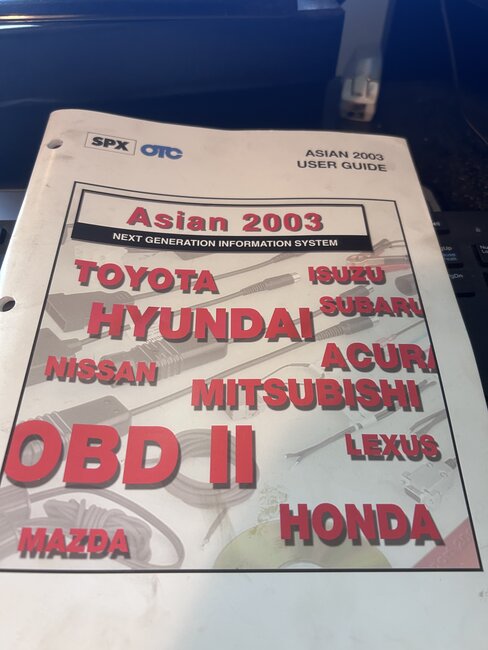 SPX OTC
ASIAN 2003
USER GUIDE
Asian 2003
NEXT GENERATION INFORMATION SYSTEM
TOYOTA
ISUZU
SUBARU
HYUNDAI
ACURA
NISSAN
MITSUBISHI
OBD II
LEXUS
HONDA
MAZDA